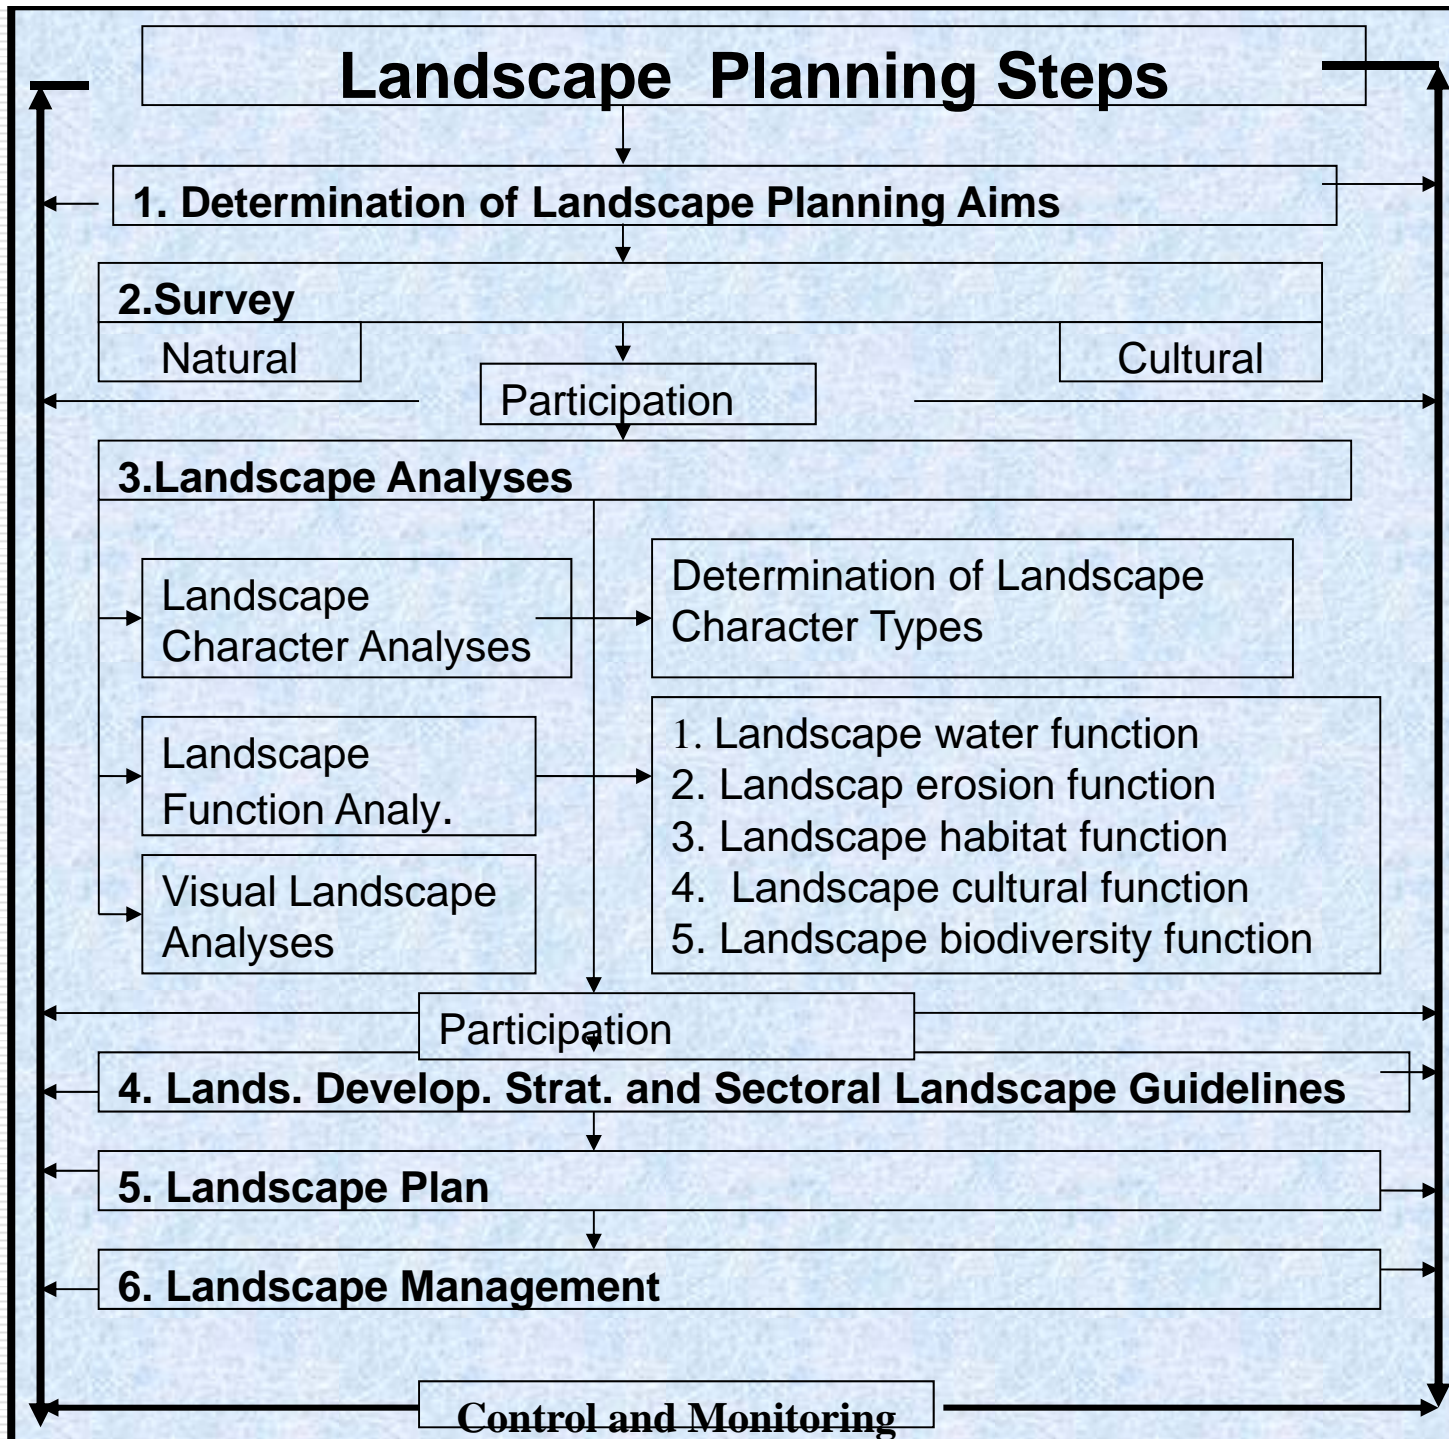 Landscape Planning Steps
1. Determination of Landscape Planning Aims
2.Survey
Natural
Cultural
Participation
3.Landscape Analyses
Landscape
Character Analyses
Determination of Landscape
Character Types
Landscape
Function Analy.
1. Landscape water function
2. Landscap erosion function
3. Landscape habitat function
4. Landscape cultural function
5. Landscape biodiversity function
Visual Landscape
Analyses
Participation
4. Lands. Develop. Strat. and Sectoral Landscape Guidelines
5. Landscape Plan
6. Landscape Management
Control and Monitoring